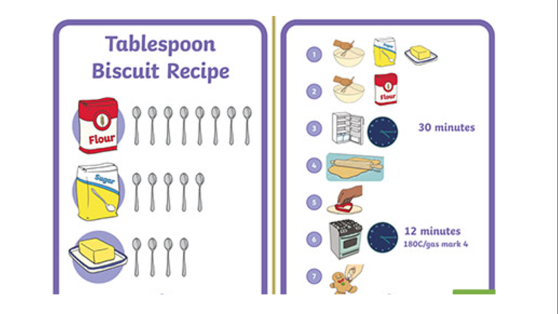 Tablespoon
Biscuit Recipe
Flour
Sugar
1
Sugar
2
Flour
3
30 minutes
4
5
6
12 minutes
180C/gas mark 4
7